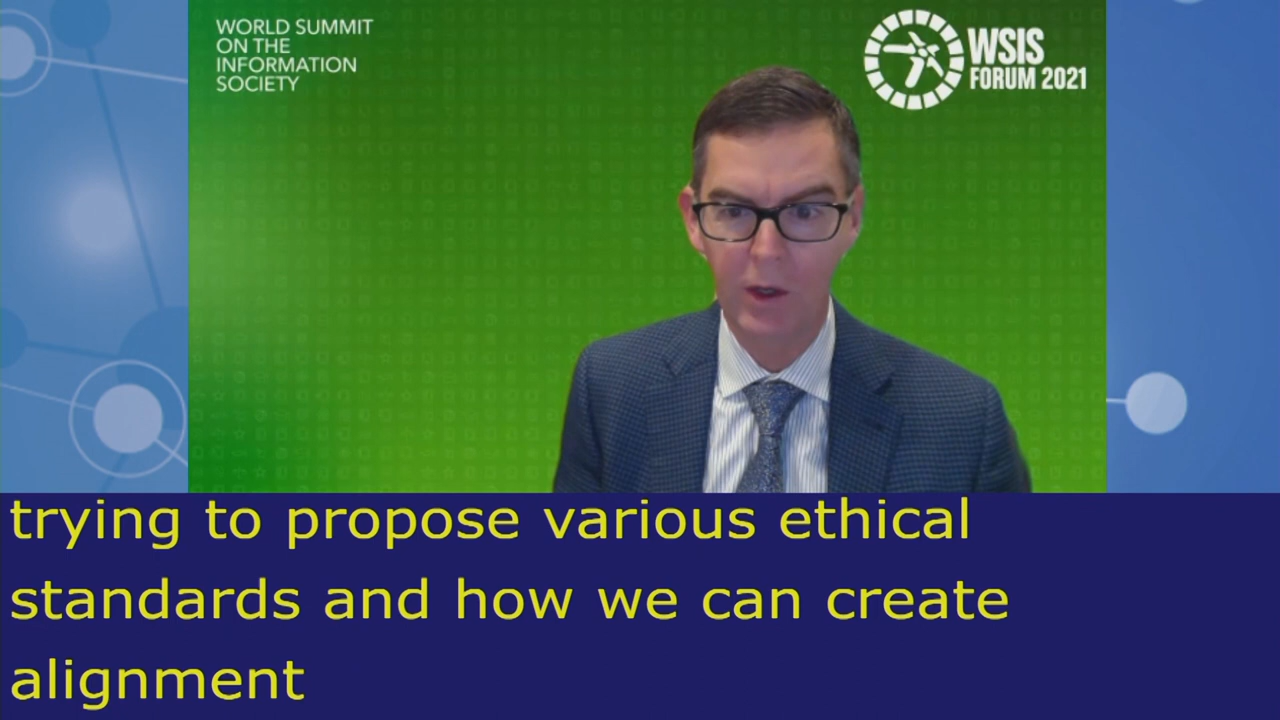 WORLD SUMMIT
ON THE
INFORMATION
SOCIETY
WSIS
FORUM 2021
trying to propose various ethical
standards and how we can create
alignment